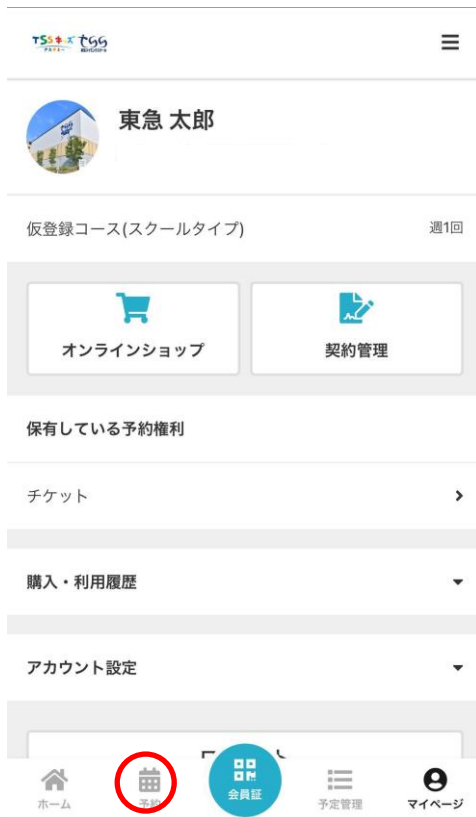 東急 太郎
仮登録コース(スクールタイプ) 週1回
オンラインショップ 契約管理
保有している予約権利
チケット
購入・利用履歴
アカウント設定
ホーム 予約 会員証 予定管理 マイページ